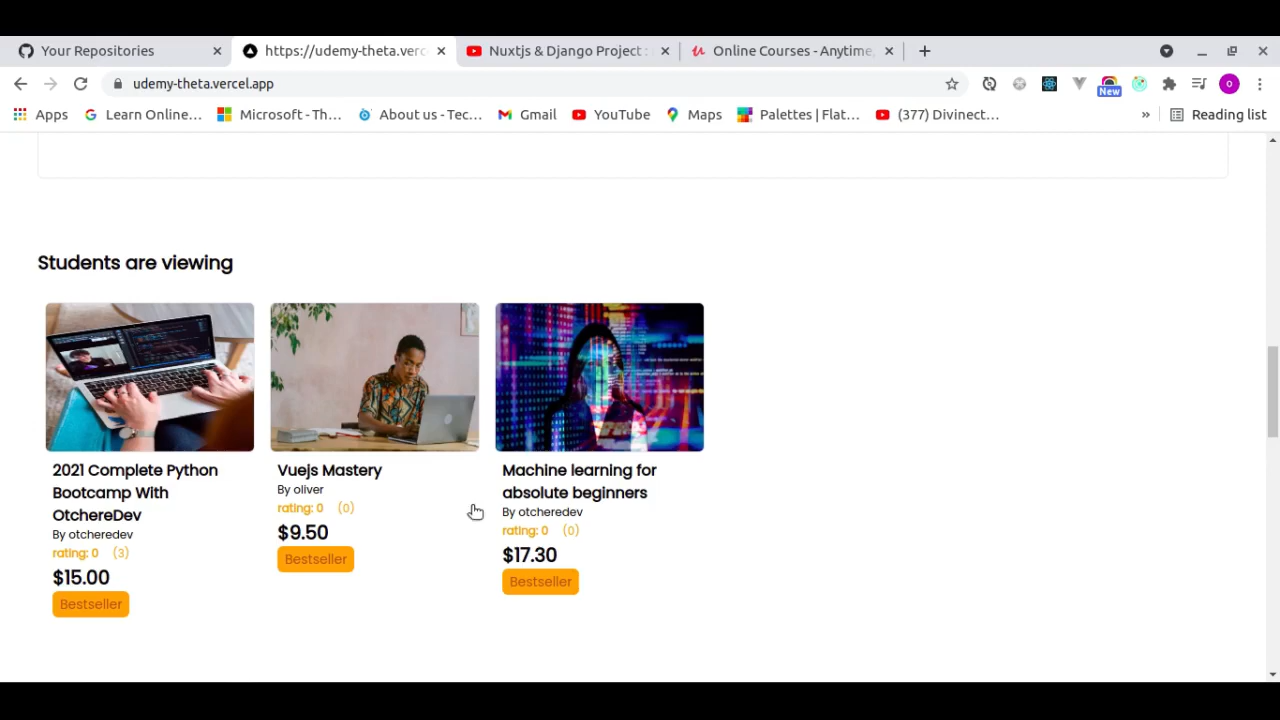 Your Repositories
https://udemy-theta.verc
Nuxtjs & Django Project :
Online Courses - Anytime,
udemy-theta.vercel.app
New
o
Apps
Learn Online...
Microsoft - Th...
About us - Tec...
Gmail
YouTube
Maps
Palettes | Flat...
(377) Divinect...
»
Reading list
Students are viewing
2021 Complete Python
Bootcamp With
OtchereDev
By otcheredev
rating: 0 (3)
$15.00
Bestseller
Vuejs Mastery
By oliver
rating: 0 (0)
$9.50
Bestseller
Machine learning for
absolute beginners
By otcheredev
rating: 0 (0)
$17.30
Bestseller